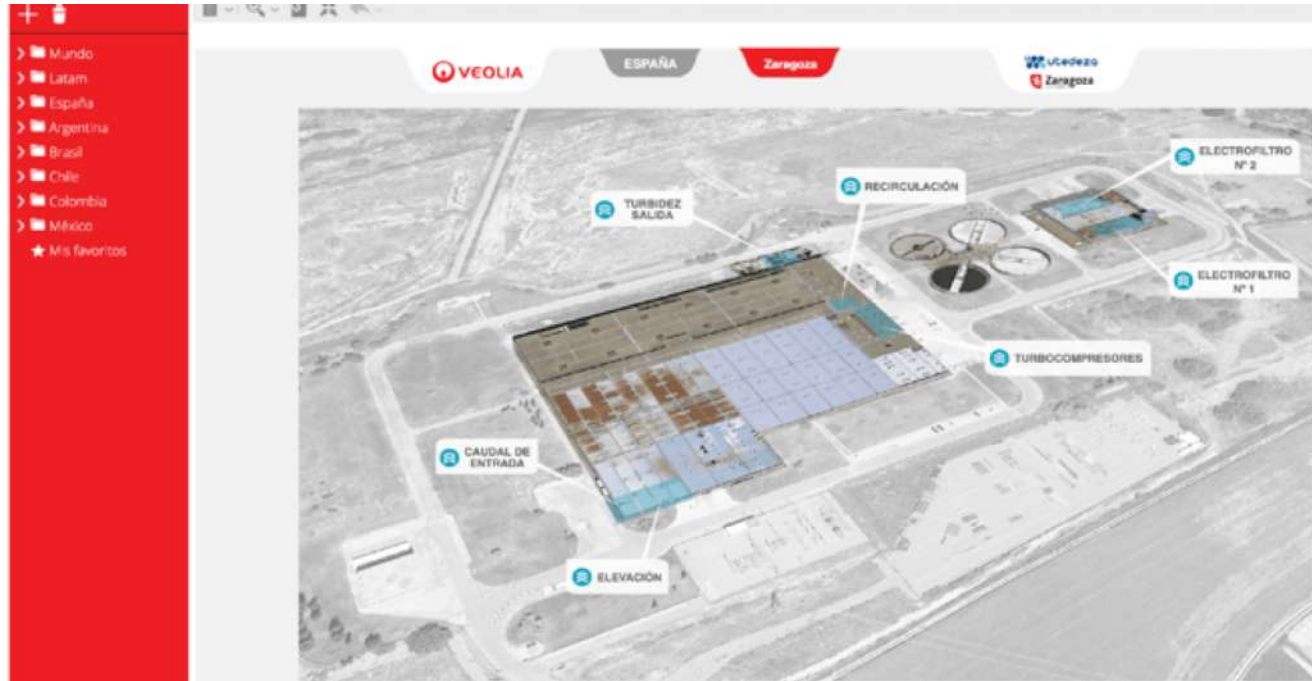 Mundo
Latam
España
Argentina
Brasil
Chile
Colombia
México
Mis favoritos
VEOLIA
ESPAÑA
Zaragoza
utedeza
Zaragoza
ELECTROFILTRO
Nº 2
RECIRCULACIÓN
TURBIDEZ
SALIDA
ELECTROFILTRO
Nº 1
TURBOCOMPRESORES
CAUDAL DE
ENTRADA
ELEVACIÓN